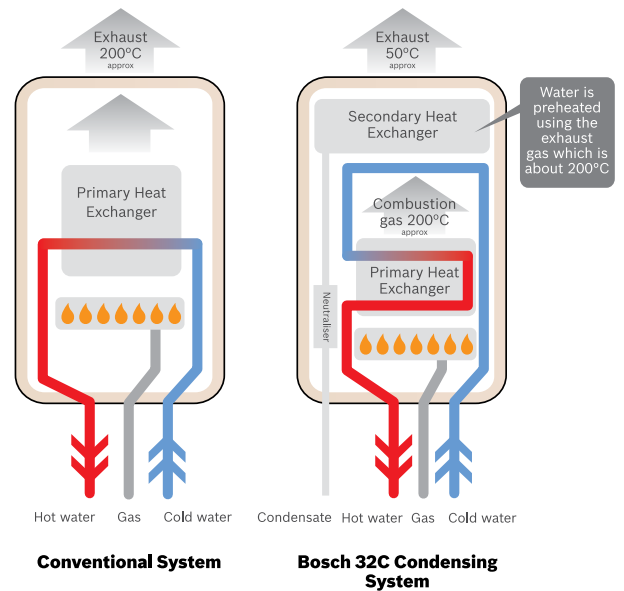 Exhaust
200°C
approx
Primary Heat
Exchanger
Hot water
Gas
Cold water
Conventional System
Exhaust
50°C
approx
Secondary Heat
Exchanger
Water is
preheated
using the
exhaust
gas which is
about 200°C
Combustion
gas 200°C
approx
Primary Heat
Exchanger
Neutraliser
Condensate
Hot water
Gas
Cold water
Bosch 32C Condensing
System